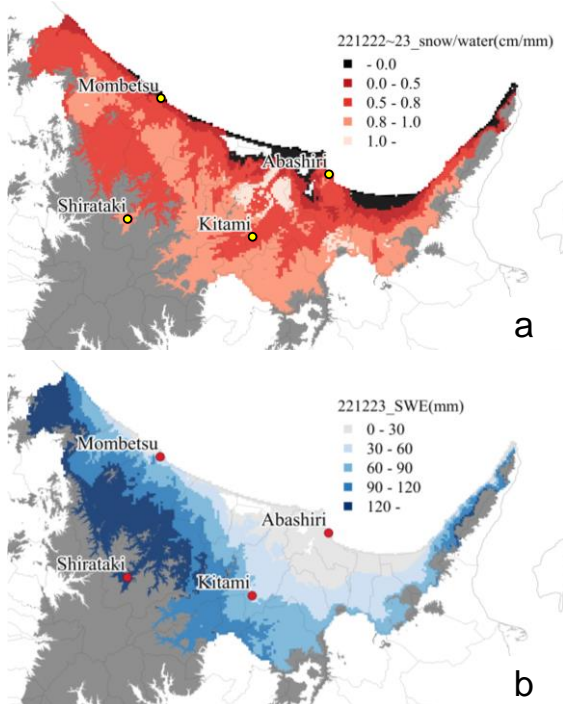 221222~23_snow/water(cm/mm)
- 0.0
0.0 - 0.5
0.5 - 0.8
0.8 - 1.0
1.0 -
Mombetsu
Abashiri
Shirataki
Kitami
a
221223_SWE(mm)
0 - 30
30 - 60
60 - 90
90 - 120
120 -
Mombetsu
Abashiri
Shirataki
Kitami
b